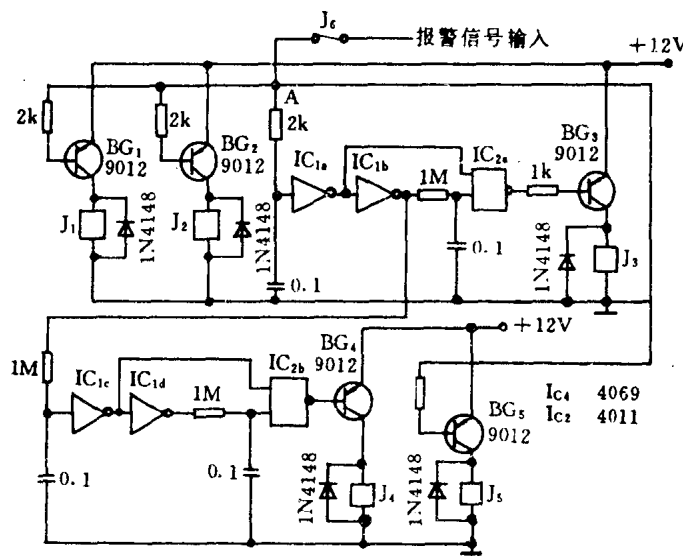 J₆
报警信号输入
+12V
A
2k
2k
2k
BG₁
9012
BG₂
9012
IC₁ₐ
IC₁b
1M
IC₂ₐ
1k
BG₃
9012
J₁
1N4148
J₂
1N4148
0.1
0.1
1N4148
J₃
+12V
1M
IC₁c
IC₁d
1M
IC₂b
BG₄
9012
BG₅
9012
Ic₄ 4069
Ic₂ 4011
0.1
0.1
1N4148
J₄
1N4148
J₅